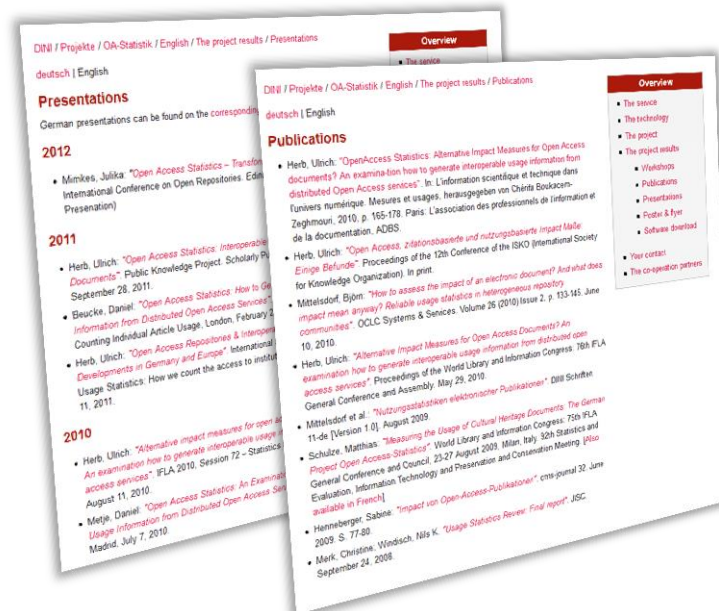 DINI / Projekte / OA-Statistik / English / The project results / Presentations
deutsch | English
Presentations
German presentations can be found on the corresponding
2012
Mimkes, Julika: "Open Access Statistics – Transfor
International Conference on Open Repositories. Edin
Presenation)
2011
Herb, Ulrich: "Open Access Statistics: Interoperable
Documents". Public Knowledge Project. Scholarly Pu
September 28, 2011.
Beucke, Daniel: "Open Access Statistics: How to Ge
Information from Distributed Open Access Services".
Counting Individual Article Usage, London, February 2
Herb, Ulrich: "Open Access Repositories & Interoper
Developments in Germany and Europe" International
Usage Statistics: How we count the access to institut
11, 2011.
2010
Herb, Ulrich: "Alternative impact measures for open ac
An examination how to generate interoperable usage
access services". IFLA 2010, Session 72 – Statistics
August 11, 2010.
Metje, Daniel: "Open Access Statistics: An Examinati
Usage Information from Distributed Open Access Serv
Madrid, July 7, 2010.
Overview
The service
DINI / Projekte / OA-Statistik / English / The project results / Publications
deutsch | English
Publications
Herb, Ulrich: "OpenAccess Statistics: Alternative Impact Measures for Open Access
documents? An examina-tion how to generate interoperable usage information from
distributed Open Access services". In: L'information scientifique et technique dans
l'univers numérique. Mesures et usages, herausgegeben von Chérifa Boukacem-
Zeghmouri, 2010, p. 165-178. Paris: L'association des professionnels de l'information et
de la documentation, ADBS.
Herb, Ulrich: "Open Access, zitationsbasierte und nutzungsbasierte Impact Maße:
Einige Befunde". Proceedings of the 12th Conference of the ISKO (International Society
for Knowledge Organization). In print.
Mittelsdorf, Björn: "How to assess the impact of an electronic document? And what does
impact mean anyway? Reliable usage statistics in heterogeneous repository
communities". OCLC Systems & Services. Volume 26 (2010) Issue 2, p. 133-145. June
10, 2010.
Herb, Ulrich: "Alternative Impact Measures for Open Access Documents? An
examination how to generate interoperable usage information from distributed open
access services". Proceedings of the World Library and Information Congress: 76th IFLA
General Conference and Assembly. May 29, 2010.
Mittelsdorf et al.: "Nutzungsstatistiken elektronischer Publikationen". DINI Schriften
11-de [Version 1.0]. August 2009.
Schulze, Matthias: "Measuring the Usage of Cultural Heritage Documents: The German
Project Open Access-Statistics". World Library and Information Congress: 75th IFLA
General Conference and Council, 23-27 August 2009, Milan, Italy. 92th Statistics and
Evaluation, Information Technology and Preservation and Conservation Meeting. [Also
available in French]
Henneberger, Sabine: "Impact von Open-Access-Publikationen". cms-journal 32. June
2009. S. 77-80.
Merk, Christine; Windisch, Nils K. "Usage Statistics Review: Final report". JISC.
September 24, 2008.
Overview
The service
The technology
The project
The project results
Workshops
Publications
Presentations
Poster & flyer
Software download
Your contact
The co-operation partners